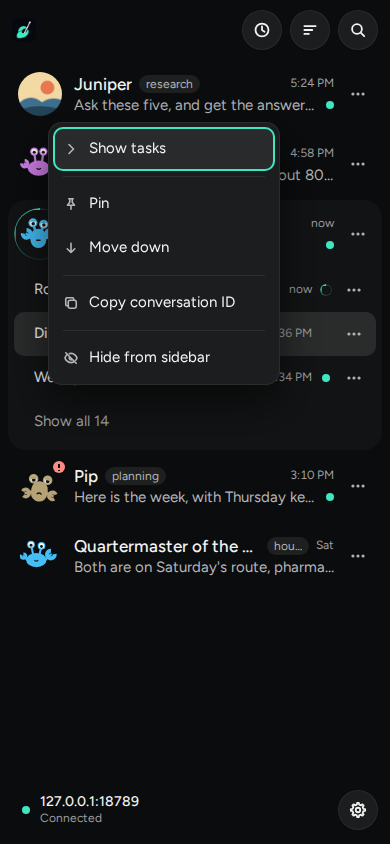 Juniper research 5:24 PM
Ask these five, and get the answer...
4:58 PM
out 80...
Show tasks
Pin
now
Move down
now
Copy conversation ID
Di 36 PM
Hide from sidebar
34 PM
Show all 14
Pip planning 3:10 PM
Here is the week, with Thursday ke...
Quartermaster of the ... hou... Sat
Both are on Saturday's route, pharma...
127.0.0.1:18789
Connected